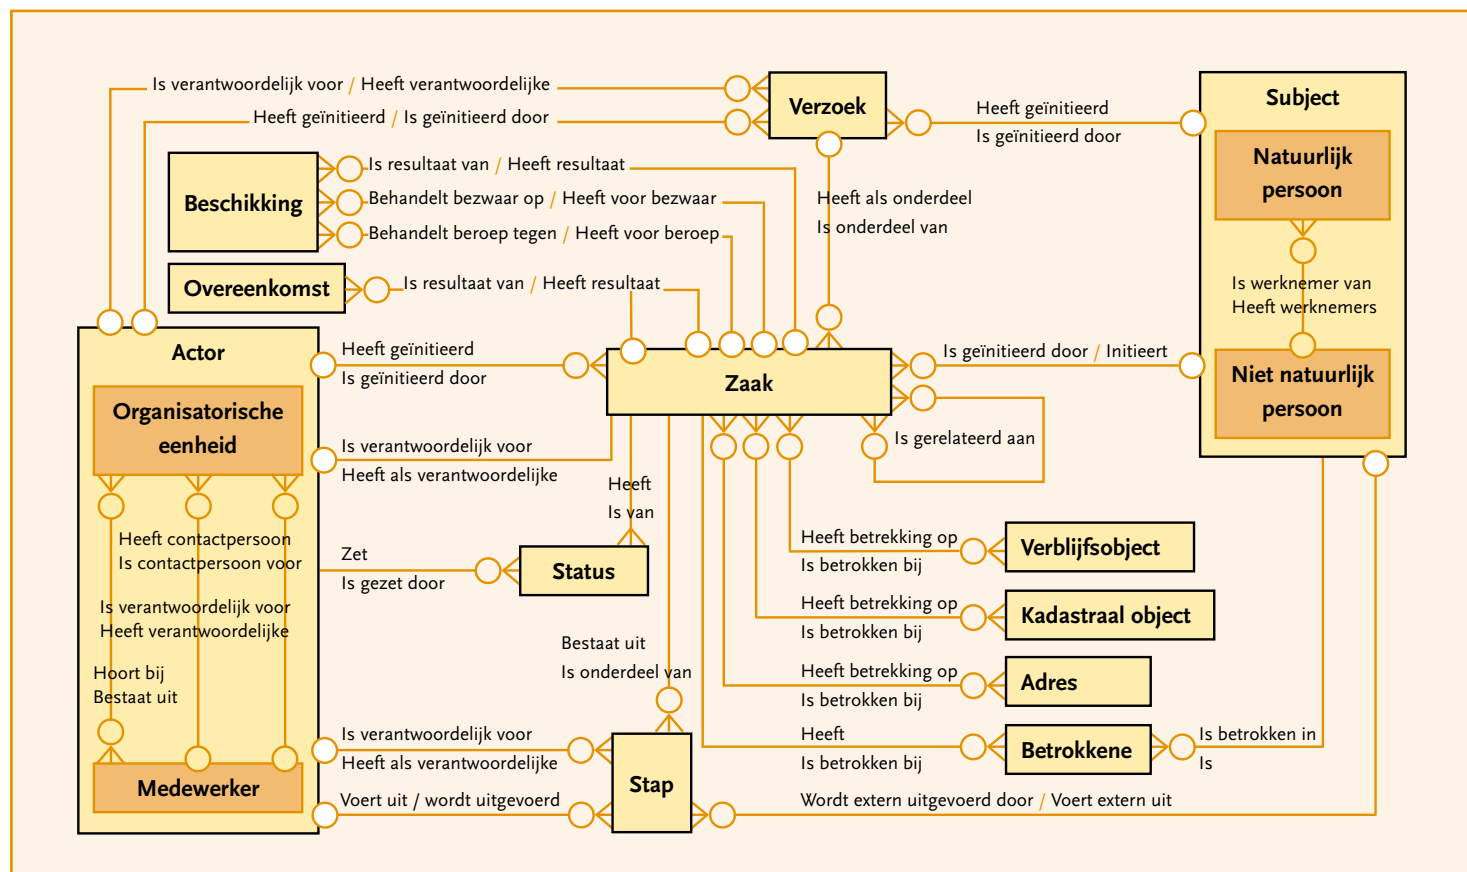 Is verantwoordelijk voor / Heeft verantwoordelijke
Heeft geïnitieerd / Is geïnitieerd door
Verzoek
Heeft geïnitieerd
Is geïnitieerd door
Subject
Natuurlijk
persoon
Is werknemer van
Heeft werknemers
Niet natuurlijk
persoon
Beschikking
Is resultaat van / Heeft resultaat
Behandelt bezwaar op / Heeft voor bezwaar
Behandelt beroep tegen / Heeft voor beroep
Heeft als onderdeel
Is onderdeel van
Overeenkomst
Is resultaat van / Heeft resultaat
Actor
Heeft geïnitieerd
Is geïnitieerd door
Zaak
Is geïnitieerd door / Initieert
Is gerelateerd aan
Organisatorische
eenheid
Is verantwoordelijk voor
Heeft als verantwoordelijke
Heeft
Is van
Heeft contactpersoon
Is contactpersoon voor
Zet
Is gezet door
Status
Is verantwoordelijk voor
Heeft verantwoordelijke
Hoort bij
Bestaat uit
Heeft betrekking op
Is betrokken bij
Verblijfsobject
Heeft betrekking op
Is betrokken bij
Kadastraal object
Bestaat uit
Is onderdeel van
Heeft betrekking op
Is betrokken bij
Adres
Heeft
Is betrokken bij
Betrokkene
Is betrokken in
Is
Is verantwoordelijk voor
Heeft als verantwoordelijke
Stap
Medewerker
Voert uit / wordt uitgevoerd
Wordt extern uitgevoerd door / Voert extern uit